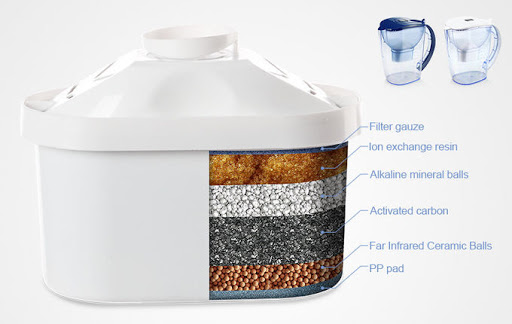 Filter gauze
Ion exchange resin
Alkaline mineral balls
Activated carbon
Far Infrared Ceramic Balls
PP pad